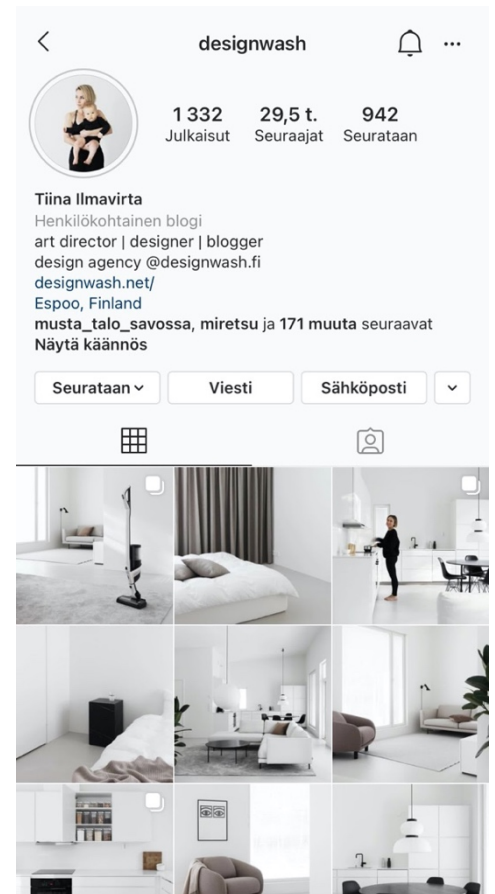 designwash
1 332 29,5 t. 942
Julkaisut Seuraajat Seurataan
Tiina Ilmavirta
Henkilökohtainen blogi
art director | designer | blogger
design agency @designwash.fi
designwash.net/
Espoo, Finland
musta_talo_savossa, miretsu ja 171 muuta seuraavat
Näytä käännös
Seurataan Viesti Sähköposti